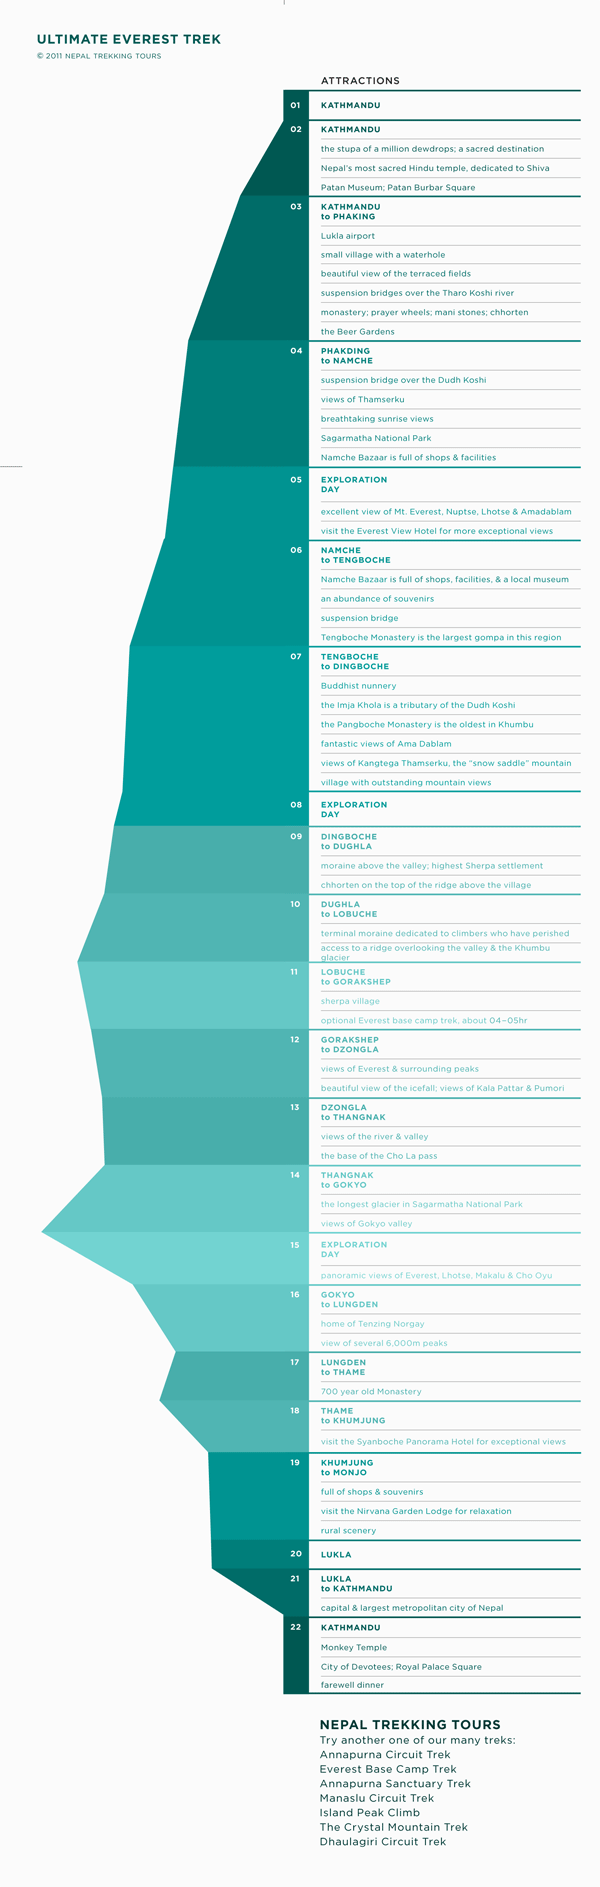 ULTIMATE EVEREST TREK
© 2011 NEPAL TREKKING TOURS
ATTRACTIONS
01 KATHMANDU
02 KATHMANDU
the stupa of a million dewdrops; a sacred destination
Nepal's most sacred Hindu temple, dedicated to Shiva
Patan Museum; Patan Burbar Square
03 KATHMANDU
to PHAKING
Lukla airport
small village with a waterhole
beautiful view of the terraced fields
suspension bridges over the Tharo Koshi river
monastery; prayer wheels; mani stones; chhorten
the Beer Gardens
04 PHAKDING
to NAMCHE
suspension bridge over the Dudh Koshi
views of Thamserku
breathtaking sunrise views
Sagarmatha National Park
Namche Bazaar is full of shops & facilities
05 EXPLORATION
DAY
excellent view of Mt. Everest, Nuptse, Lhotse & Amadablam
visit the Everest View Hotel for more exceptional views
06 NAMCHE
to TENGBOCHE
Namche Bazaar is full of shops, facilities, & a local museum
an abundance of souvenirs
suspension bridge
Tengboche Monastery is the largest gompa in this region
07 TENGBOCHE
to DINGBOCHE
Buddhist nunnery
the Imja Khola is a tributary of the Dudh Koshi
the Pangboche Monastery is the oldest in Khumbu
fantastic views of Ama Dablam
views of Kangtega Thamserku, the “snow saddle” mountain
village with outstanding mountain views
08 EXPLORATION
DAY
09 DINGBOCHE
to DUGHLA
moraine above the valley; highest Sherpa settlement
chhorten on the top of the ridge above the village
10 DUGHLA
to LOBUCHE
terminal moraine dedicated to climbers who have perished
access to a ridge overlooking the valley & the Khumbu
glacier
11 LOBUCHE
to GORAKSHEP
sherpa village
optional Everest base camp trek, about 04–05hr
12 GORAKSHEP
to DZONGLA
views of Everest & surrounding peaks
beautiful view of the icefall; views of Kala Pattar & Pumori
13 DZONGLA
to THANGNAK
views of the river & valley
the base of the Cho La pass
14 THANGNAK
to GOKYO
the longest glacier in Sagarmatha National Park
views of Gokyo valley
15 EXPLORATION
DAY
panoramic views of Everest, Lhotse, Makalu & Cho Oyu
16 GOKYO
to LUNGDEN
home of Tenzing Norgay
view of several 6,000m peaks
17 LUNGDEN
to THAME
700 year old Monastery
18 THAME
to KHUMJUNG
visit the Syanboche Panorama Hotel for exceptional views
19 KHUMJUNG
to MONJO
full of shops & souvenirs
visit the Nirvana Garden Lodge for relaxation
rural scenery
20 LUKLA
21 LUKLA
to KATHMANDU
capital & largest metropolitan city of Nepal
22 KATHMANDU
Monkey Temple
City of Devotees; Royal Palace Square
farewell dinner
NEPAL TREKKING TOURS
Try another one of our many treks:
Annapurna Circuit Trek
Everest Base Camp Trek
Annapurna Sanctuary Trek
Manaslu Circuit Trek
Island Peak Climb
The Crystal Mountain Trek
Dhaulagiri Circuit Trek